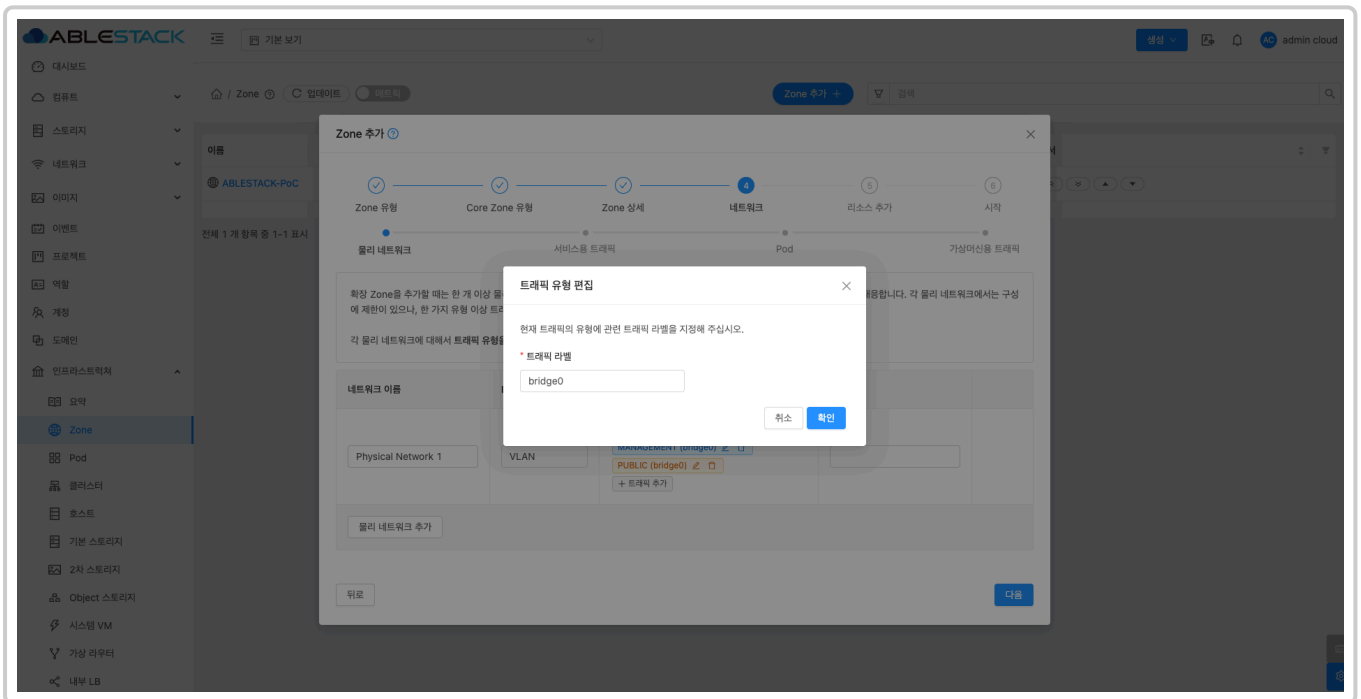 ABLESTACK
기본 보기
생성
AC admin cloud
대시보드
컴퓨트
스토리지
네트워크
이미지
이벤트
프로젝트
역할
계정
도메인
인프라스트럭쳐
요약
Zone
Pod
클러스터
호스트
기본 스토리지
2차 스토리지
Object 스토리지
시스템 VM
가상 라우터
내부 LB
/ Zone
업데이트
메트릭
Zone 추가 +
검색
이름
ABLESTACK-PoC
전체 1 개 항목 중 1-1 표시
Zone 추가
Zone 유형
Core Zone 유형
Zone 상세
4
네트워크
5
리소스 추가
6
시작
물리 네트워크
서비스용 트래픽
Pod
가상머신용 트래픽
확장 Zone을 추가할 때는 한 개 이상 물
대응합니다. 각 물리 네트워크에서는 구성
에 제한이 있으나, 한 가지 유형 이상 트
각 물리 네트워크에 대해서 트래픽 유형을
트래픽 유형 편집
현재 트래픽의 유형에 관련 트래픽 라벨을 지정해 주십시오.
* 트래픽 라벨
bridge0
취소
확인
네트워크 이름
Physical Network 1
VLAN
MANAGEMENT (bridge0)
PUBLIC (bridge0)
+ 트래픽 추가
물리 네트워크 추가
뒤로
다음